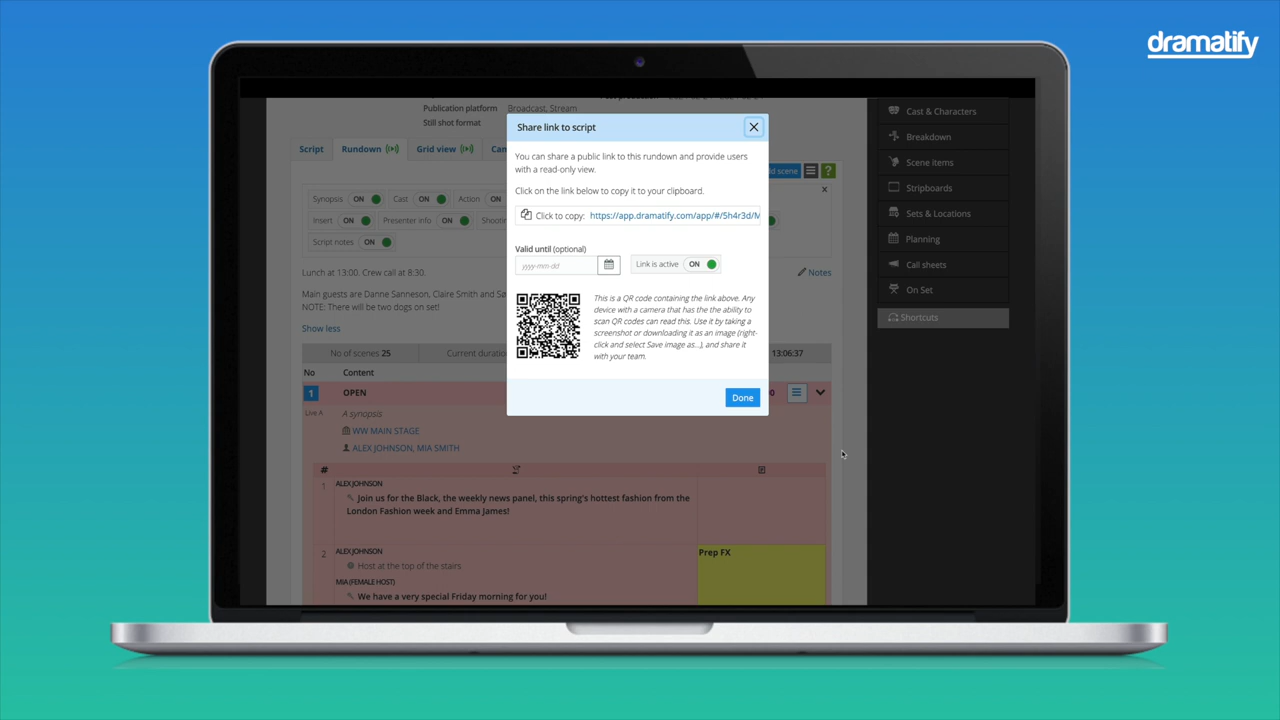 dramatify
Publication platform Broadcast, Stream
Still shot format
Script Rundown Grid view
Synopsis ON Cast ON Action ON
Insert ON Presenter info ON
Script notes ON
Lunch at 13:00. Crew call at 8:30.
Notes
Main guests are Danne Sanneson, Claire Smith and
NOTE: There will be two dogs on set!
Show less
No of scenes 25
13:06:37
No Content
1 OPEN
Live A
A synopsis
WW MAIN STAGE
ALEX JOHNSON, MIA SMITH
#
1 ALEX JOHNSON
Join us for the Black, the weekly news panel, this spring's hottest fashion from the
London Fashion week and Emma James!
2 ALEX JOHNSON
Host at the top of the stairs
MIA (FEMALE HOST)
We have a very special Friday morning for you!
Prep FX
Share link to script
You can share a public link to this rundown and provide users
with a read-only view.
Click on the link below to copy it to your clipboard.
Click to copy: https://app.dramatify.com/app/#/5h4r3d/
Valid until (optional)
yyyy-mm-dd
Link is active ON
This is a QR code containing the link above. Any
device with a camera that has the the ability to
scan QR codes can read this. Use it by taking a
screenshot or downloading it as an image (right-
click and select Save image as...), and share it
with your team.
Done
scene
?
Cast & Characters
Breakdown
Scene items
Stripboards
Sets & Locations
Planning
Call sheets
On Set
Shortcuts